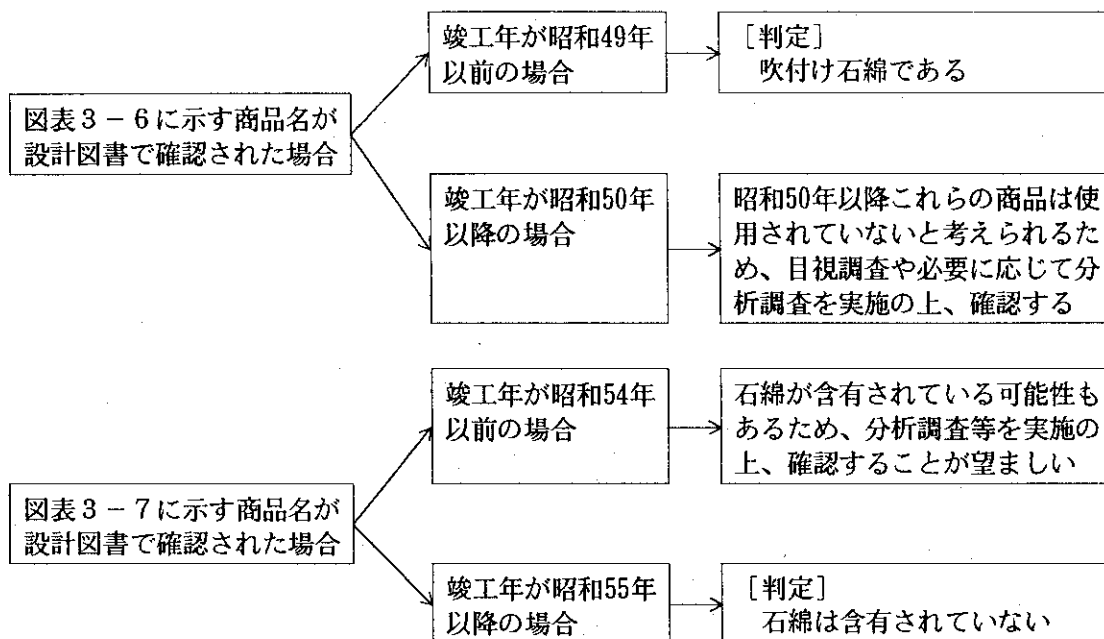 図表3－6に示す商品名が
設計図書で確認された場合
竣工年が昭和49年
以前の場合
［判定］
吹付け石綿である
竣工年が昭和50年
以降の場合
昭和50年以降これらの商品は使
用されていないと考えられるた
め、目視調査や必要に応じて分
析調査を実施の上、確認する
図表3－7に示す商品名が
設計図書で確認された場合
竣工年が昭和54年
以前の場合
石綿が含有されている可能性も
あるため、分析調査等を実施の
上、確認することが望ましい
竣工年が昭和55年
以降の場合
［判定］
石綿は含有されていない